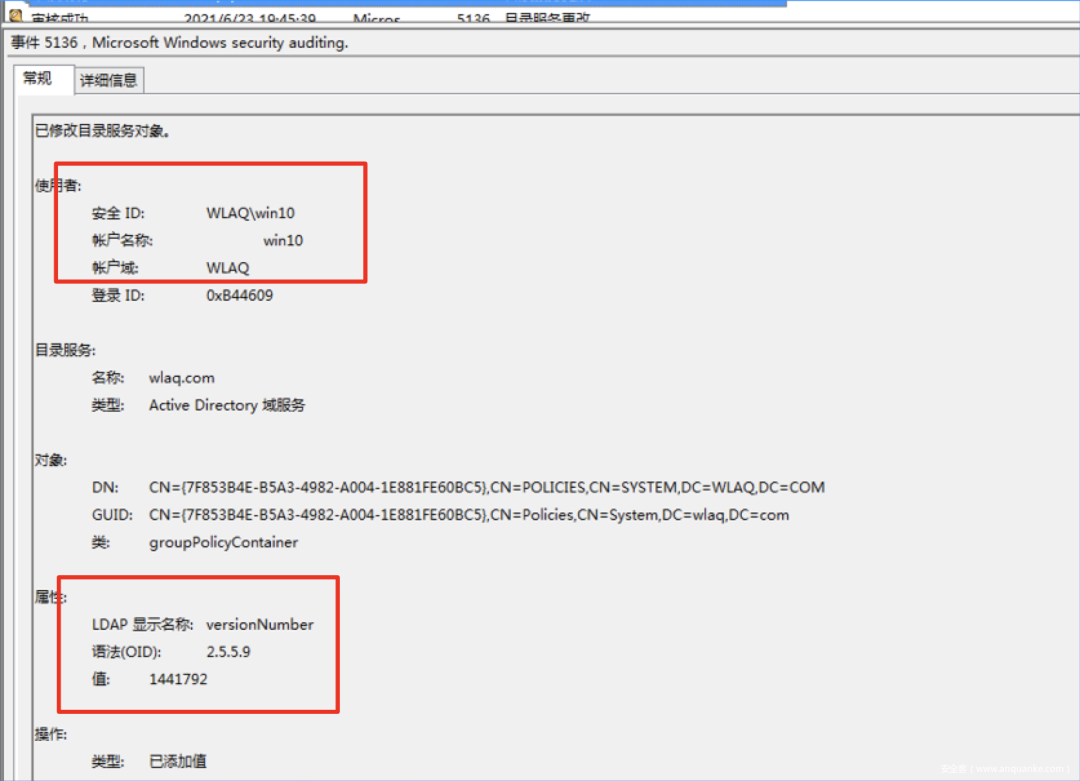 审核成功 2021/6/23 19:45:39 Micros... 5136 目录服务更改
事件 5136，Microsoft Windows security auditing.
常规 详细信息
已修改目录服务对象。
使用者:
安全 ID: WLAQ\win10
帐户名称: win10
帐户域: WLAQ
登录 ID: 0xB44609
目录服务:
名称: wlaq.com
类型: Active Directory 域服务
对象:
DN: CN={7F853B4E-B5A3-4982-A004-1E881FE60BC5},CN=POLICIES,CN=SYSTEM,DC=WLAQ,DC=COM
GUID: CN={7F853B4E-B5A3-4982-A004-1E881FE60BC5},CN=Policies,CN=System,DC=wlaq,DC=com
类: groupPolicyContainer
属性:
LDAP 显示名称: versionNumber
语法(OID): 2.5.5.9
值: 1441792
操作:
类型: 已添加值
安全客 ( www.anquanke.com )